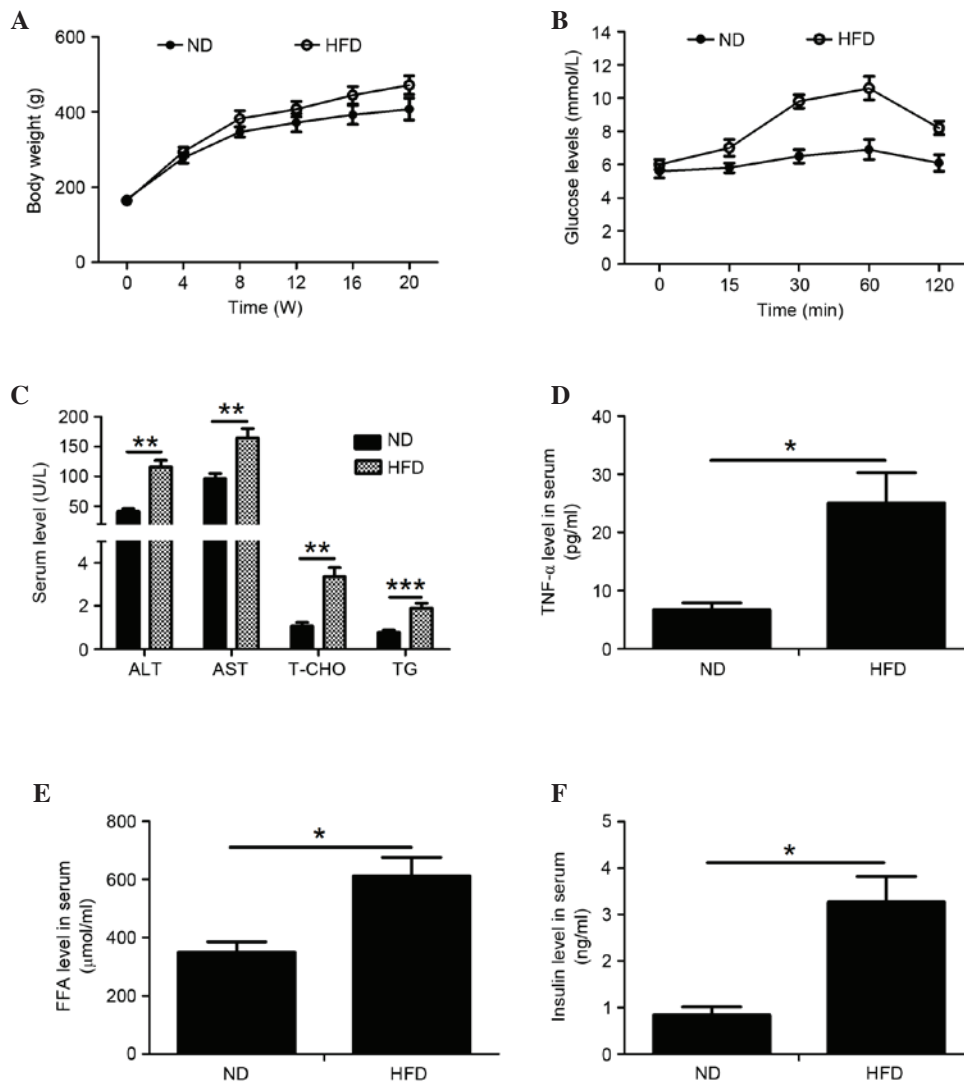 A
ND HFD
600
400
200
0
Body weight (g)
0 4 8 12 16 20
Time (W)
B
ND HFD
14
12
10
8
6
4
2
0
Glucose levels (mmol/L)
0 15 30 60 120
Time (min)
C
200
150
100
50
4
2
0
Serum level (U/L)
** ** ** ***
ND
HFD
ALT AST T-CHO TG
D
40
30
20
10
0
TNF-α level in serum
(pg/ml)
*
ND HFD
E
800
600
400
200
0
FFA level in serum
(μmol/ml)
*
ND HFD
F
5
4
3
2
1
0
Insulin level in serum
(ng/ml)
*
ND HFD